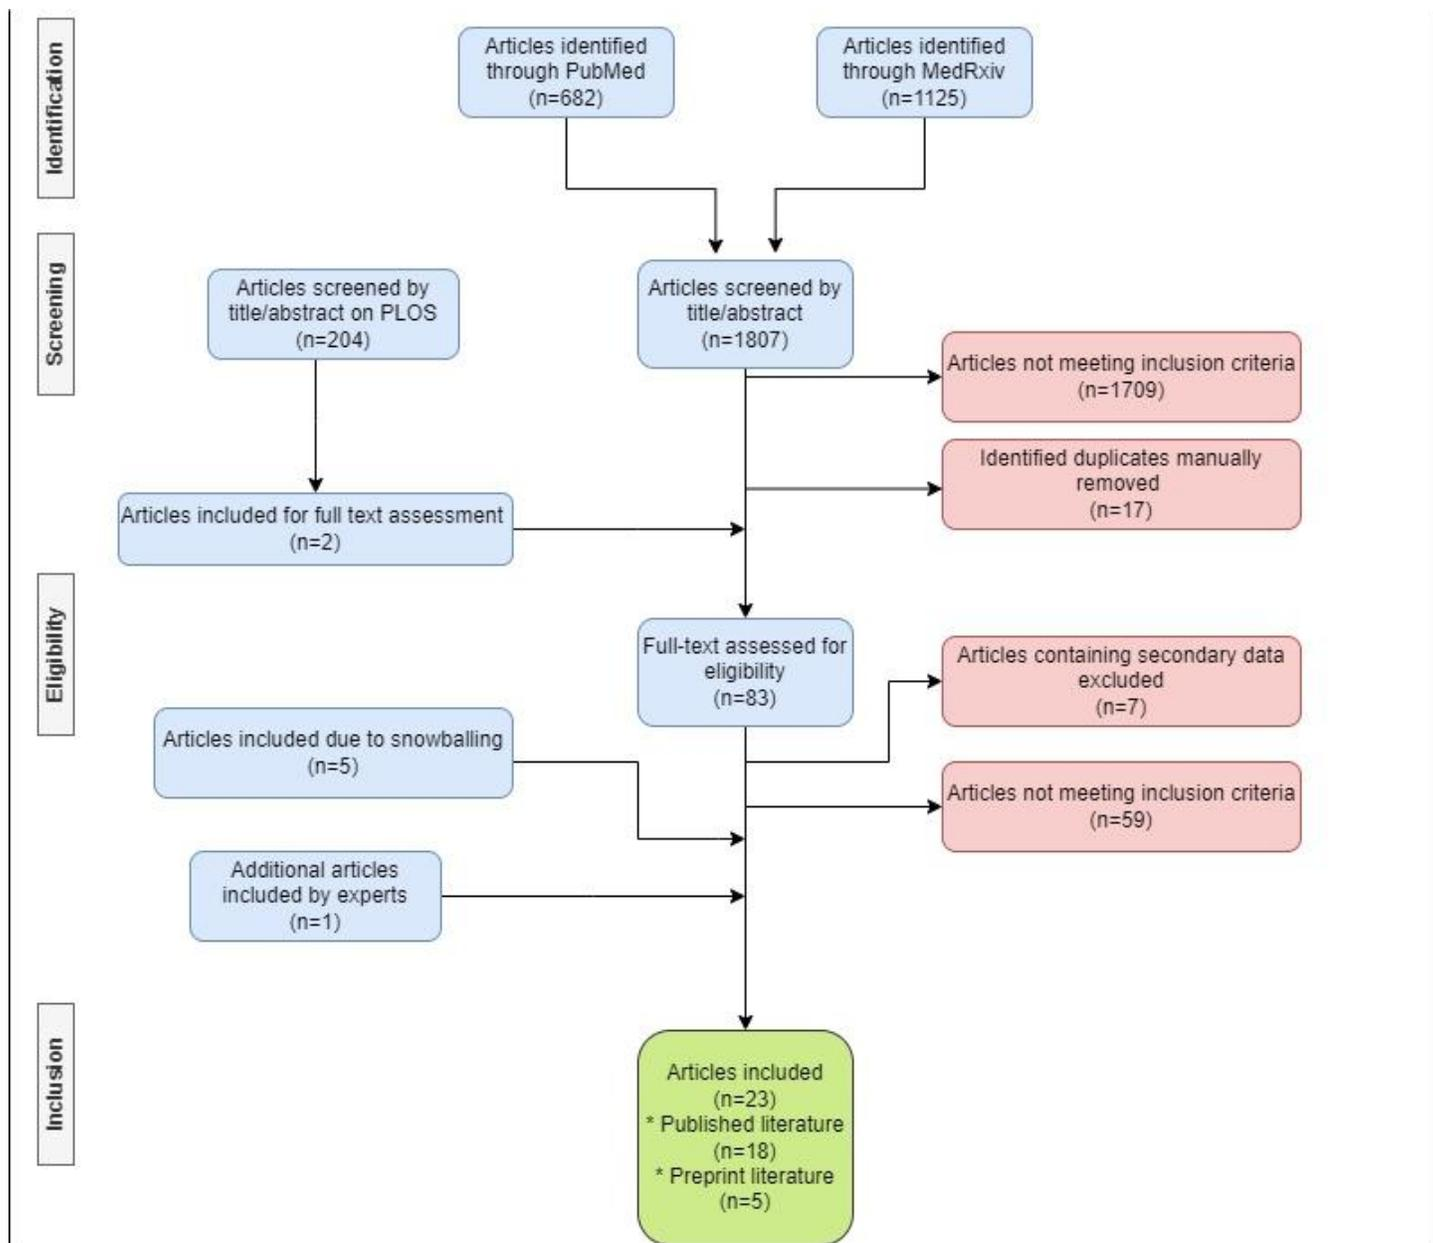 Identification
Articles identified
through PubMed
(n=682)
Articles identified
through MedRxiv
(n=1125)
Screening
Articles screened by
title/abstract on PLOS
(n=204)
Articles screened by
title/abstract
(n=1807)
Articles not meeting inclusion criteria
(n=1709)
Identified duplicates manually
removed
(n=17)
Articles included for full text assessment
(n=2)
Eligibility
Full-text assessed for
eligibility
(n=83)
Articles containing secondary data
excluded
(n=7)
Articles included due to snowballing
(n=5)
Articles not meeting inclusion criteria
(n=59)
Additional articles
included by experts
(n=1)
Inclusion
Articles included
(n=23)
* Published literature
(n=18)
* Preprint literature
(n=5)